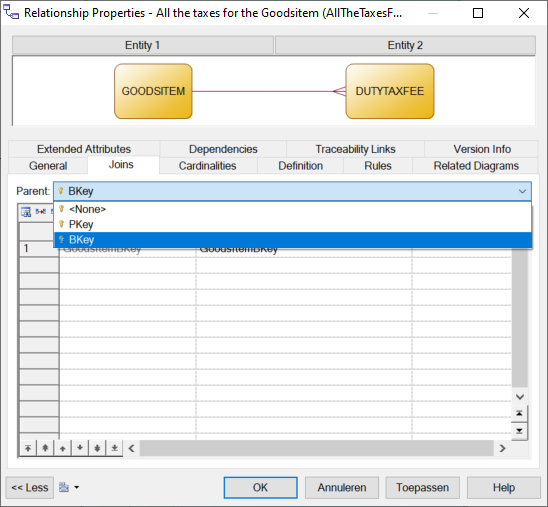 Relationship Properties - All the taxes for the Goodsitem (AllTheTaxesF...
Entity 1 Entity 2
GOODSITEM DUTYTAXFEE
Extended Attributes Dependencies Traceability Links Version Info
General Joins Cardinalities Definition Rules Related Diagrams
Parent: BKey
<None>
PKey
BKey
1 GoodsitemBKey GoodsitemBKey
<< Less OK Annuleren Toepassen Help